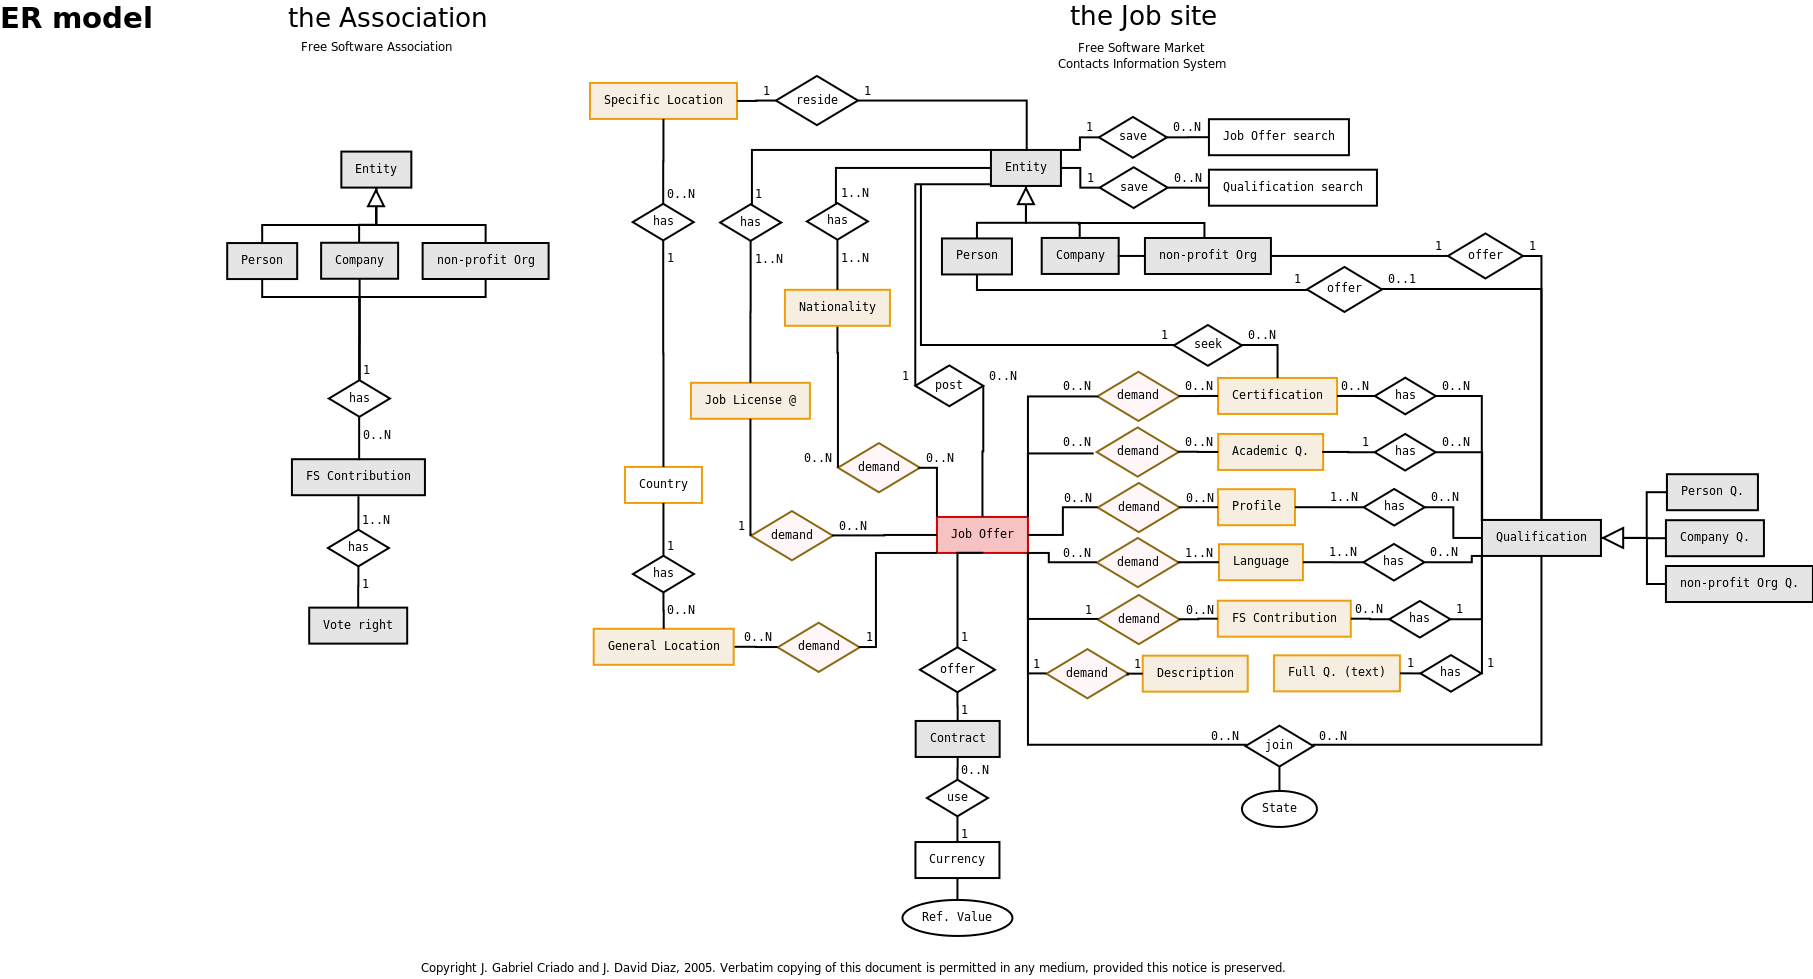 ER model
the Association
Free Software Association
the Job site
Free Software Market
Contacts Information System
Entity
Person
Company
non-profit Org
1
has
0..N
FS Contribution
1..N
has
1
Vote right
Specific Location
1
reside
1
Entity
1
save
0..N
Job Offer search
1
save
0..N
Qualification search
0..N
has
1
1
has
1..N
1..N
has
1..N
Person
Company
non-profit Org
1
offer
1
1
offer
0..1
Nationality
1
seek
0..N
1
post
0..N
Job License @
0..N
demand
0..N
Certification
0..N
has
0..N
0..N
demand
0..N
Academic Q.
1
has
0..N
0..N
demand
0..N
Country
0..N
demand
0..N
Profile
1..N
has
0..N
1
demand
0..N
Job Offer
Qualification
Person Q.
Company Q.
non-profit Org Q.
1
has
0..N
0..N
demand
1..N
Language
1..N
has
0..N
1
demand
0..N
FS Contribution
0..N
has
1
General Location
0..N
demand
1
1
offer
1
1
demand
1
Description
Full Q. (text)
1
has
1
Contract
0..N
join
0..N
State
0..N
use
1
Currency
Ref. Value
Copyright J. Gabriel Criado and J. David Diaz, 2005. Verbatim copying of this document is permitted in any medium, provided this notice is preserved.